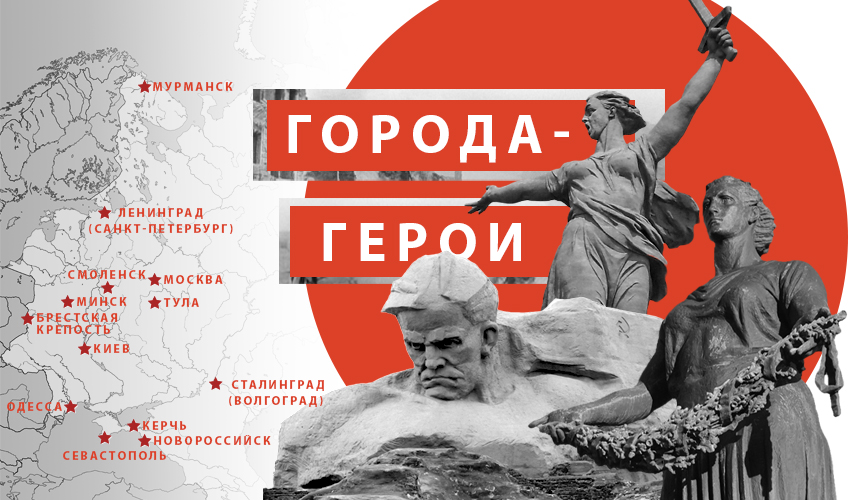 МУРМАНСК
ГОРОДА-
ГЕРОИ
ЛЕНИНГРАД
(САНКТ-ПЕТЕРБУРГ)
СМОЛЕНСК
МОСКВА
МИНСК
ТУЛА
БРЕСТСКАЯ
КРЕПОСТЬ
КИЕВ
СТАЛИНГРАД
(ВОЛГОГРАД)
ОДЕССА
КЕРЧЬ
НОВОРОССИЙСК
СЕВАСТОПОЛЬ